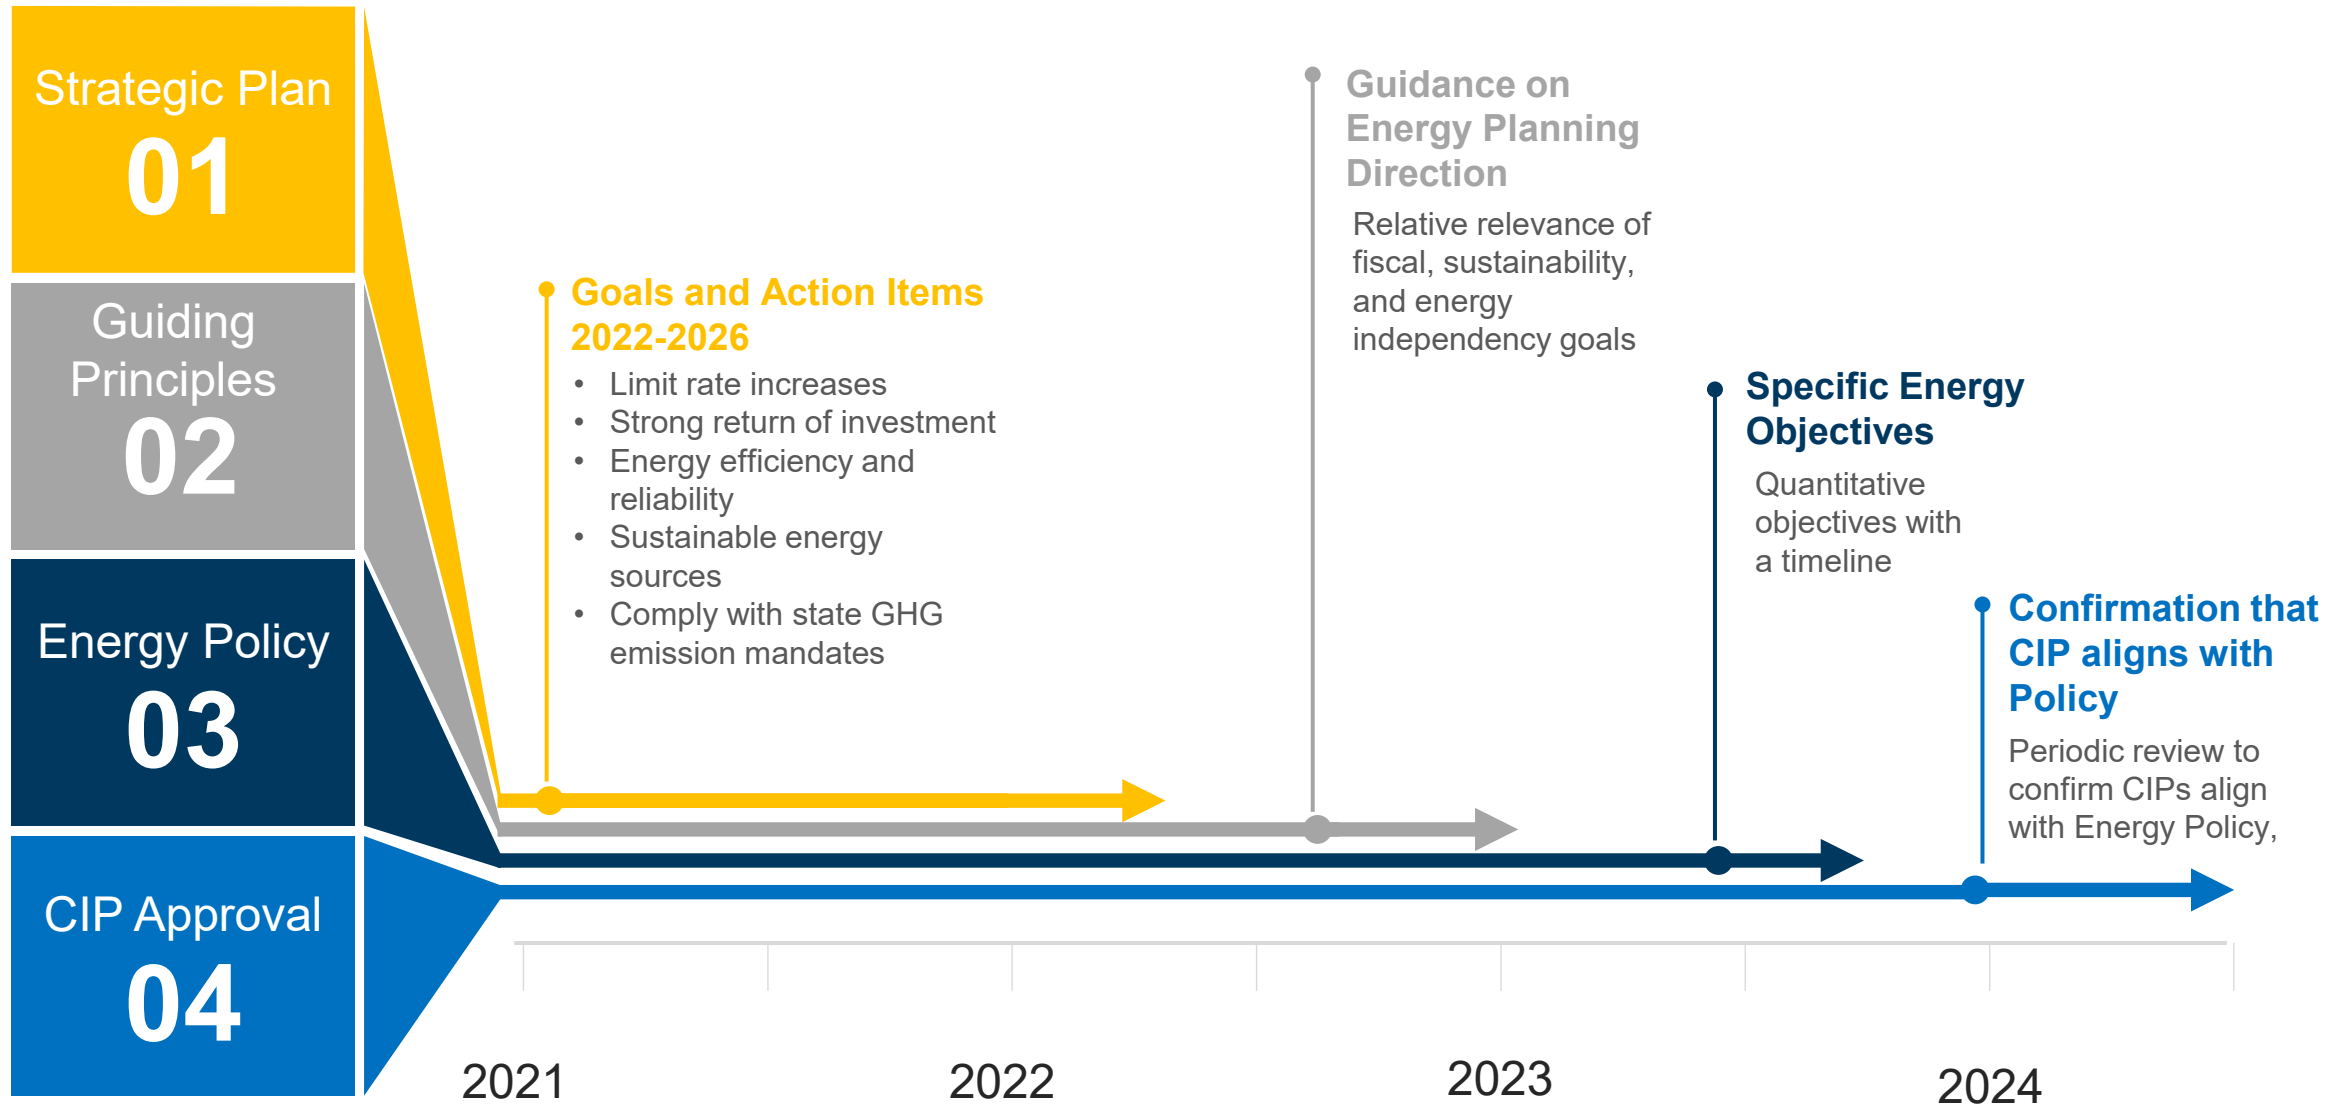 Strategic Plan
01
Guiding
Principles
02
Energy Policy
03
CIP Approval
04
Goals and Action Items
2022-2026
• Limit rate increases
• Strong return of investment
• Energy efficiency and
reliability
• Sustainable energy
sources
• Comply with state GHG
emission mandates
Guidance on
Energy Planning
Direction
Relative relevance of
fiscal, sustainability,
and energy
independency goals
Specific Energy
Objectives
Quantitative
objectives with
a timeline
Confirmation that
CIP aligns with
Policy
Periodic review to
confirm CIPs align
with Energy Policy,
2021
2022
2023
2024